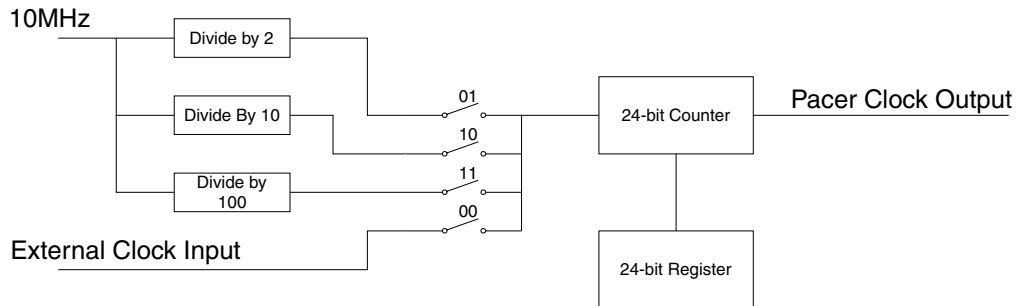 10MHz
Divide by 2
01
24-bit Counter
Pacer Clock Output
Divide By 10
10
Divide by
100
11
00
External Clock Input
24-bit Register